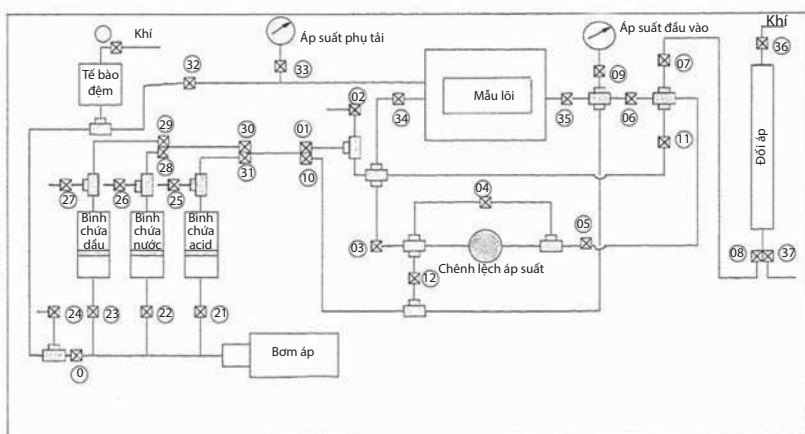 Khí
Tế bào
đệm
Áp suất phụ tải
Áp suất đầu vào
Khí
32
33
02
Mẫu lõi
09
07
36
34
35
06
29
30
01
28
31
10
11
Đối áp
27
26
25
Bình
chứa
dầu
Bình
chứa
nước
Bình
chứa
acid
04
03
05
Chênh lệch áp suất
12
08
37
24
23
22
21
0
Bơm áp